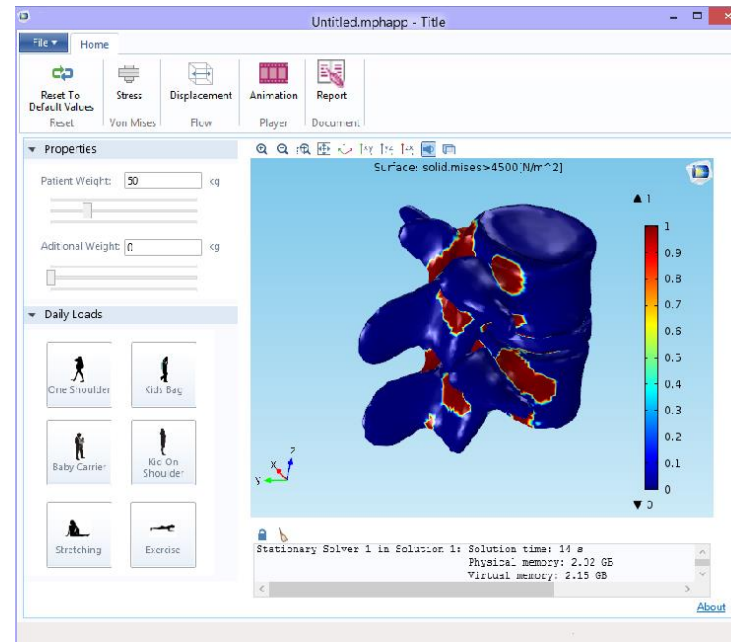 Untitled.mphapp - Title
File Home
Reset To Default Values
Stress
Displacement
Animation
Report
Reset
Von Mises
Flow
Player
Document
Properties
Patient Weight: 50 kg
Aditional Weight: 0 kg
Daily Loads
One Shoulder
Kids Bag
Baby Carrier
Kid On Shoulder
Stretching
Exercise
Surface: solid.mises>4500[N/m^2]
1
1
0.9
0.8
0.7
0.6
0.5
0.4
0.3
0.2
0.1
0
0
z
x
y
Stationary Solver 1 in Solution 1: Solution time: 14 s
Physical memory: 2.02 GB
Virtual memory: 2.15 GB
About